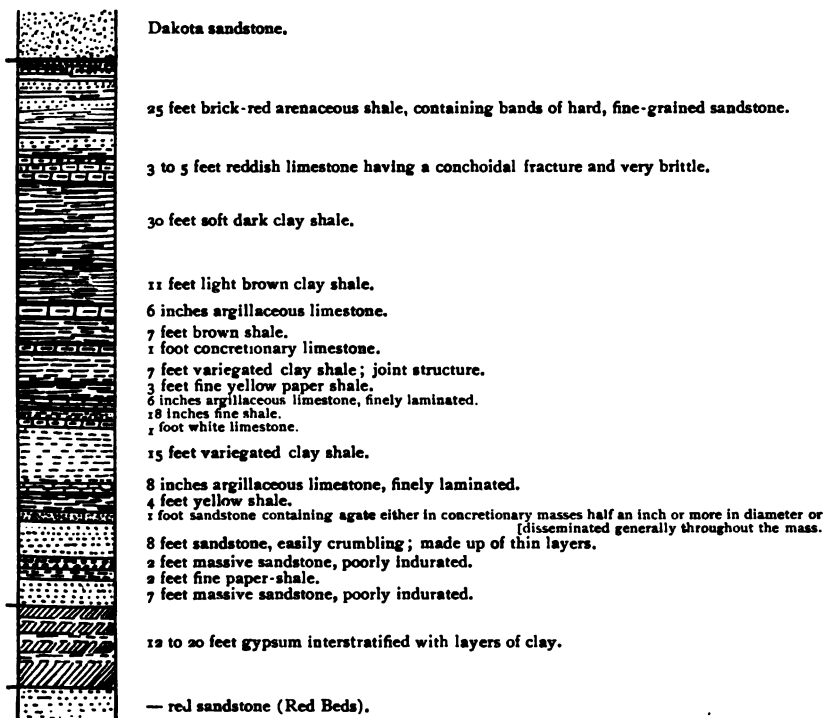 Dakota sandstone.
25 feet brick-red arenaceous shale, containing bands of hard, fine-grained sandstone.
3 to 5 feet reddish limestone having a conchoidal fracture and very brittle.
30 feet soft dark clay shale.
11 feet light brown clay shale.
6 inches argillaceous limestone.
7 feet brown shale.
1 foot concretionary limestone.
7 feet variegated clay shale; joint structure.
3 feet fine yellow paper shale.
6 inches argillaceous limestone, finely laminated.
18 inches fine shale.
1 foot white limestone.
15 feet variegated clay shale.
8 inches argillaceous limestone, finely laminated.
4 feet yellow shale.
1 foot sandstone containing agate either in concretionary masses half an inch or more in diameter or
[disseminated generally throughout the mass.
8 feet sandstone, easily crumbling; made up of thin layers.
2 feet massive sandstone, poorly indurated.
2 feet fine paper-shale.
7 feet massive sandstone, poorly indurated.
12 to 20 feet gypsum interstratified with layers of clay.
— red sandstone (Red Beds).